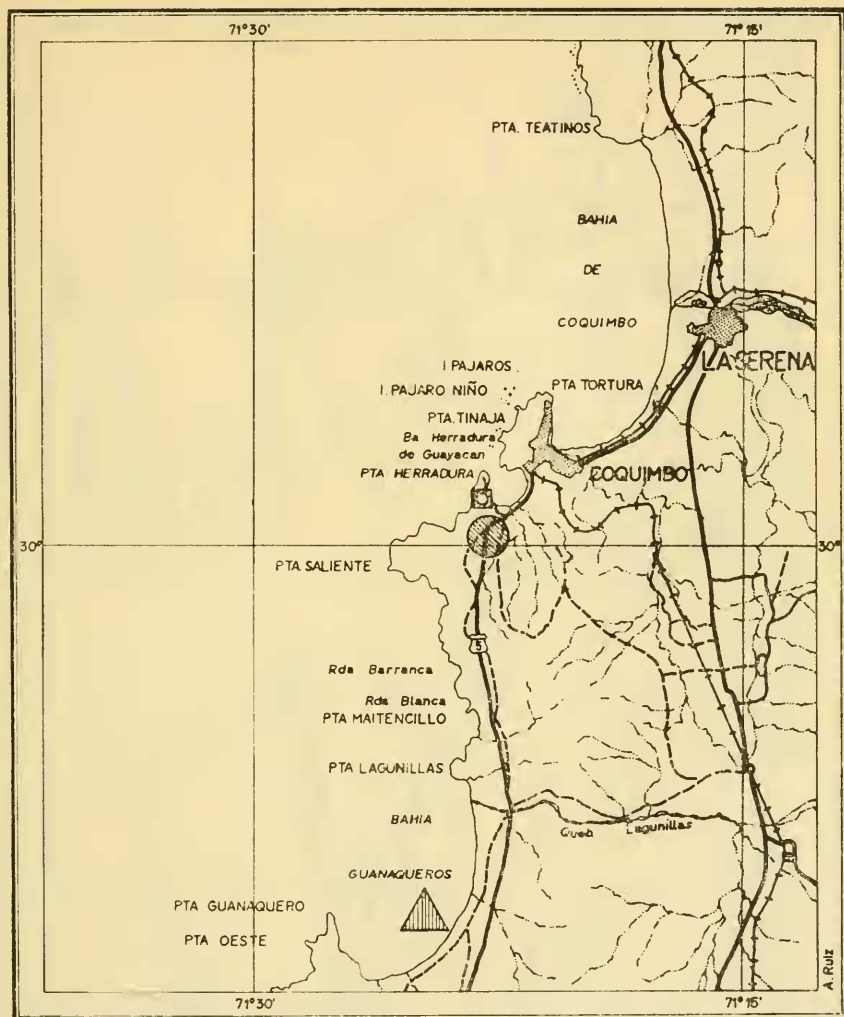 71°30'
71°15'
PTA. TEATINOS
BAHIA
DE
COQUIMBO
LA SERENA
I PAJAROS
I. PAJARO NIÑO
PTA TORTURA
PTA. TINAJA
Ba Herradura
de Guayacan
PTA HERRADURA
COQUIMBO
30°
30°
PTA. SALIENTE
5
Rda Barranca
Rda Blanca
PTA MAITENCILLO
PTA LAGUNILLAS
BAHIA
Queb Lagunillas
GUANAQUEROS
PTA GUANAQUERO
PTA OESTE
A. Ruiz
71°30'
71°15'